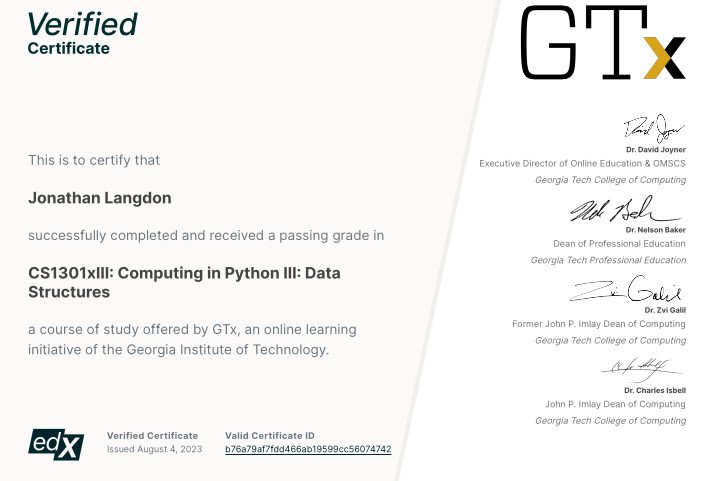 Verified
Certificate
GTx
This is to certify that
Jonathan Langdon
successfully completed and received a passing grade in
CS1301xIII: Computing in Python III: Data
Structures
a course of study offered by GTx, an online learning
initiative of the Georgia Institute of Technology.
Dr. David Joyner
Executive Director of Online Education & OMSCS
Georgia Tech College of Computing
Dr. Nelson Baker
Dean of Professional Education
Georgia Tech Professional Education
Zvi Galil
Dr. Zvi Galil
Former John P. Imlay Dean of Computing
Georgia Tech College of Computing
Dr. Charles Isbell
John P. Imlay Dean of Computing
Georgia Tech College of Computing
edX
Verified Certificate
Issued August 4, 2023
Valid Certificate ID
b76a79af7fdd466ab19599cc56074742